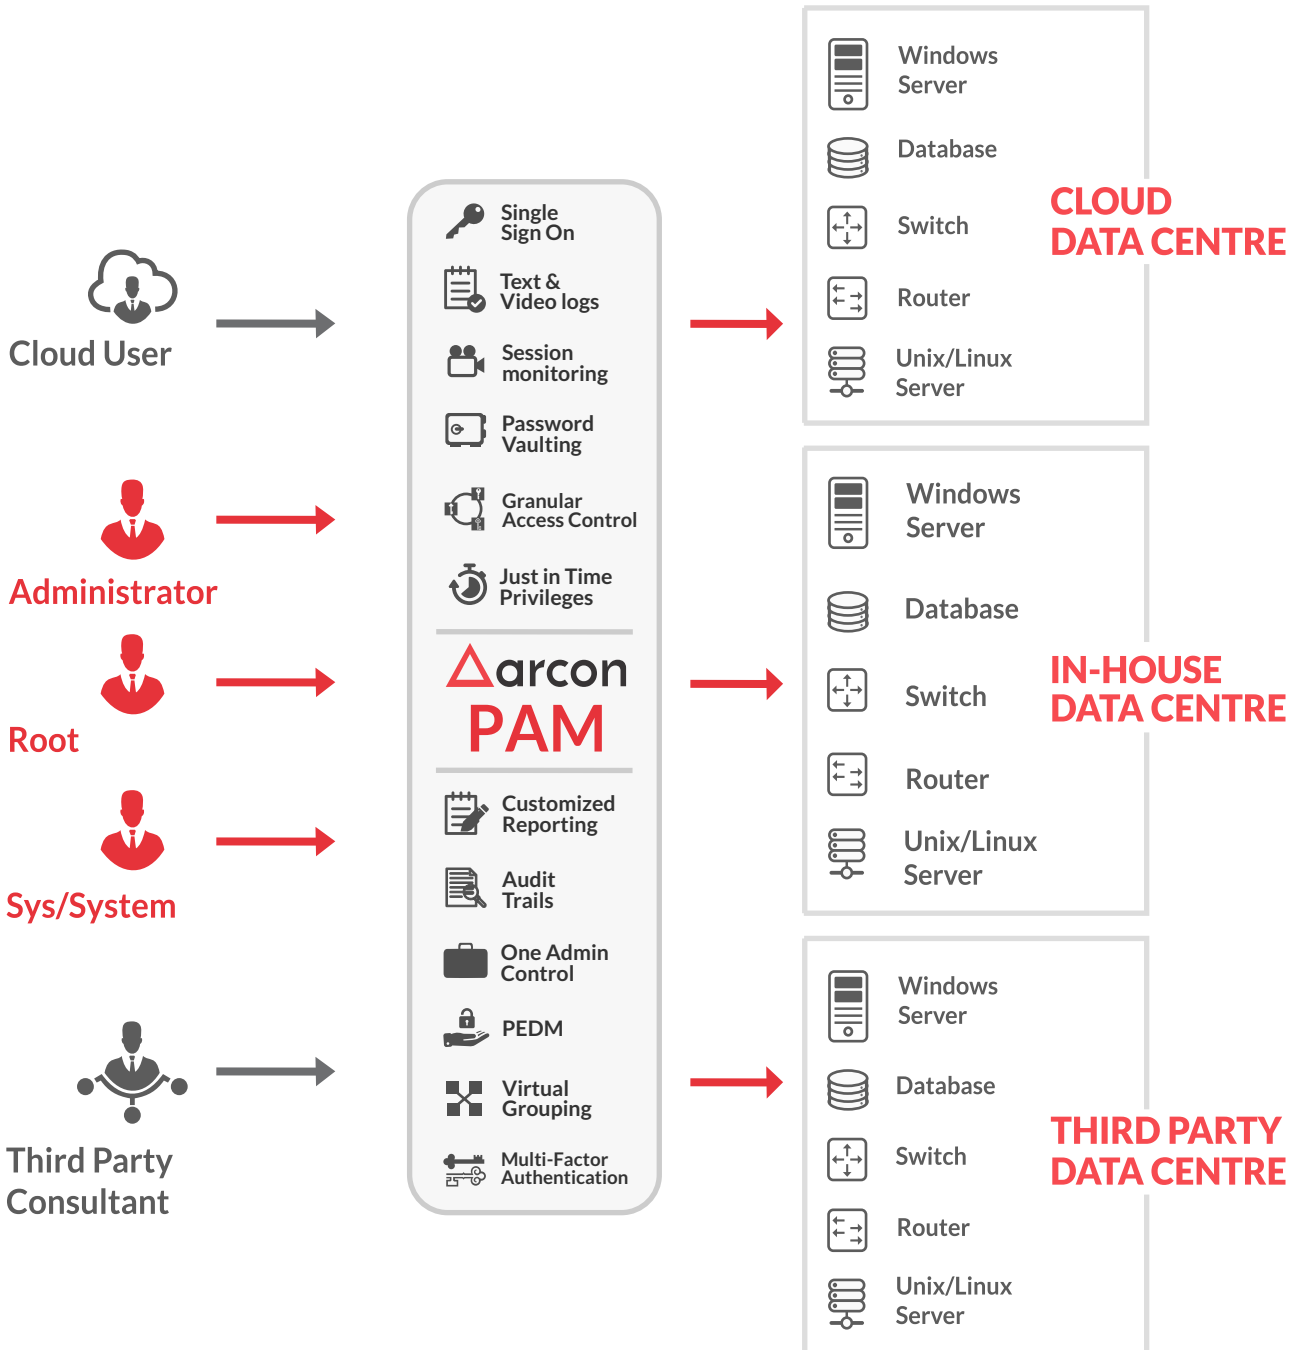 Cloud User
Administrator
Root
Sys/System
Third Party
Consultant
Single
Sign On
Text &
Video logs
Session
monitoring
Password
Vaulting
Granular
Access Control
Just in Time
Privileges
arcon
PAM
Customized
Reporting
Audit
Trails
One Admin
Control
PEDM
Virtual
Grouping
Multi-Factor
Authentication
Windows
Server
Database
Switch
Router
Unix/Linux
Server
CLOUD
DATA CENTRE
Windows
Server
Database
Switch
Router
Unix/Linux
Server
IN-HOUSE
DATA CENTRE
Windows
Server
Database
Switch
Router
Unix/Linux
Server
THIRD PARTY
DATA CENTRE